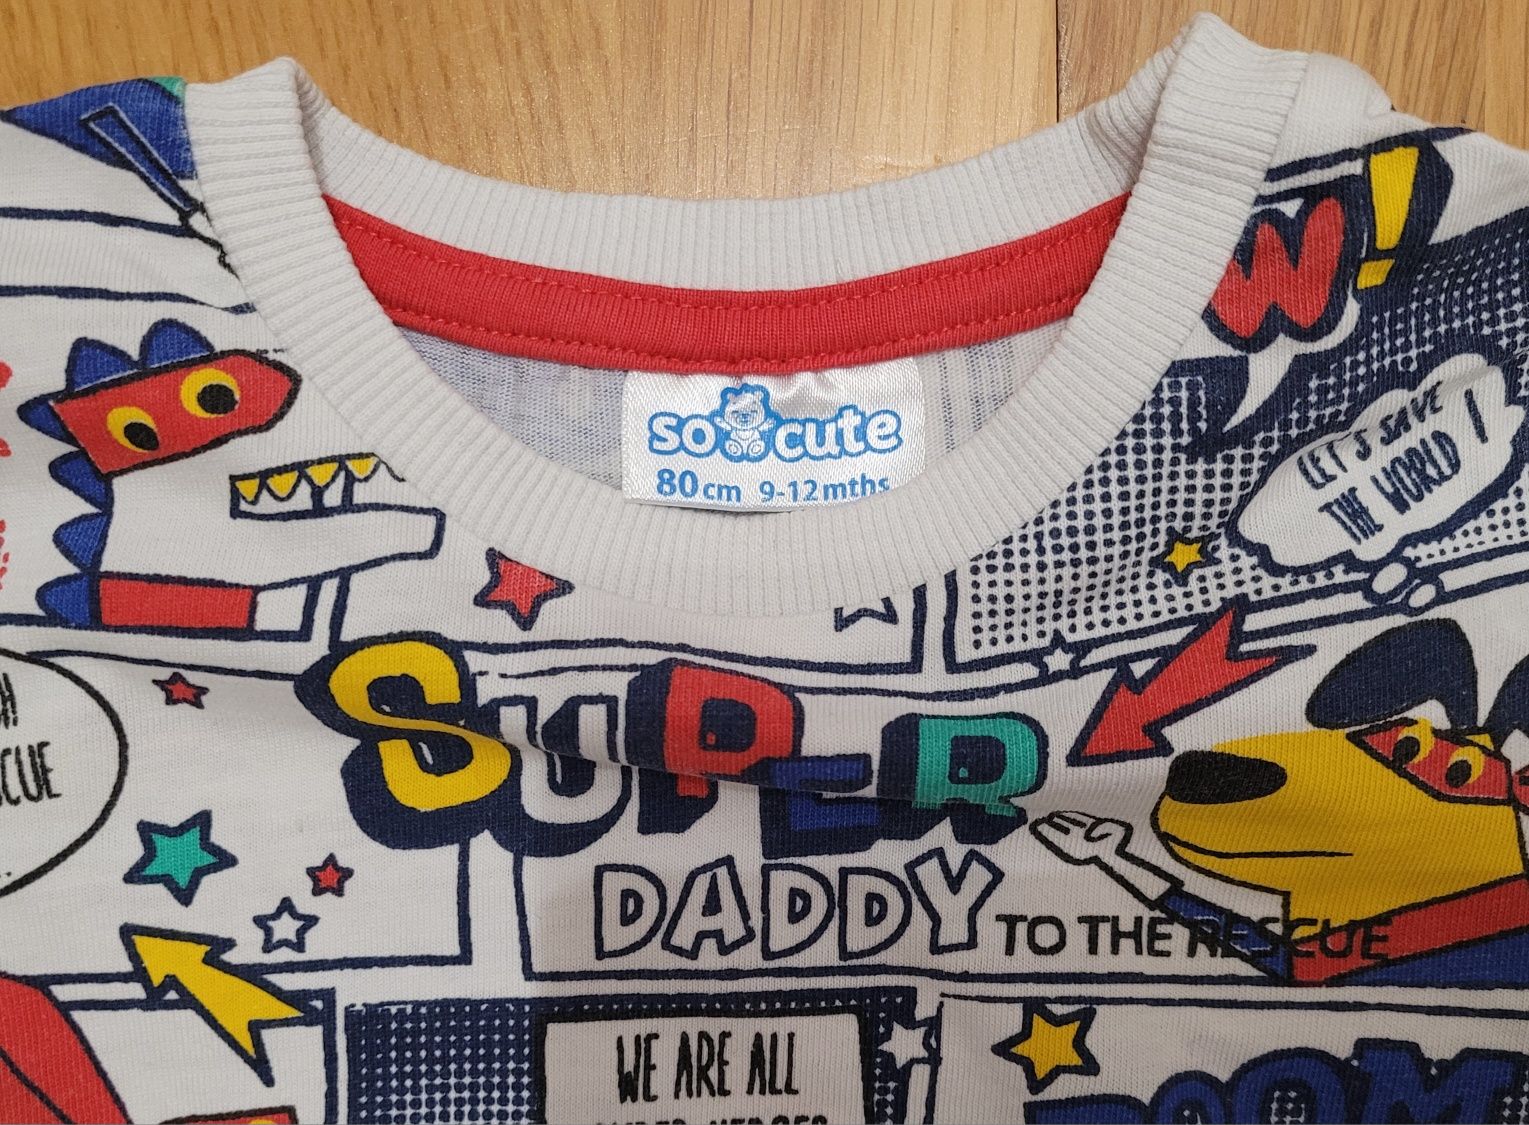 so cute
80cm 9-12mths
W!
LET'S SAVE
THE WORLD!
SUPER
DADDY TO THE RESCUE
WE ARE ALL